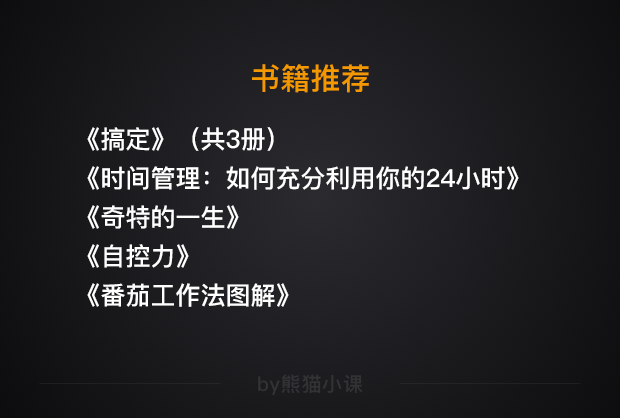 书籍推荐
《搞定》（共3册）
《时间管理：如何充分利用你的24小时》
《奇特的一生》
《自控力》
《番茄工作法图解》
by熊猫小课